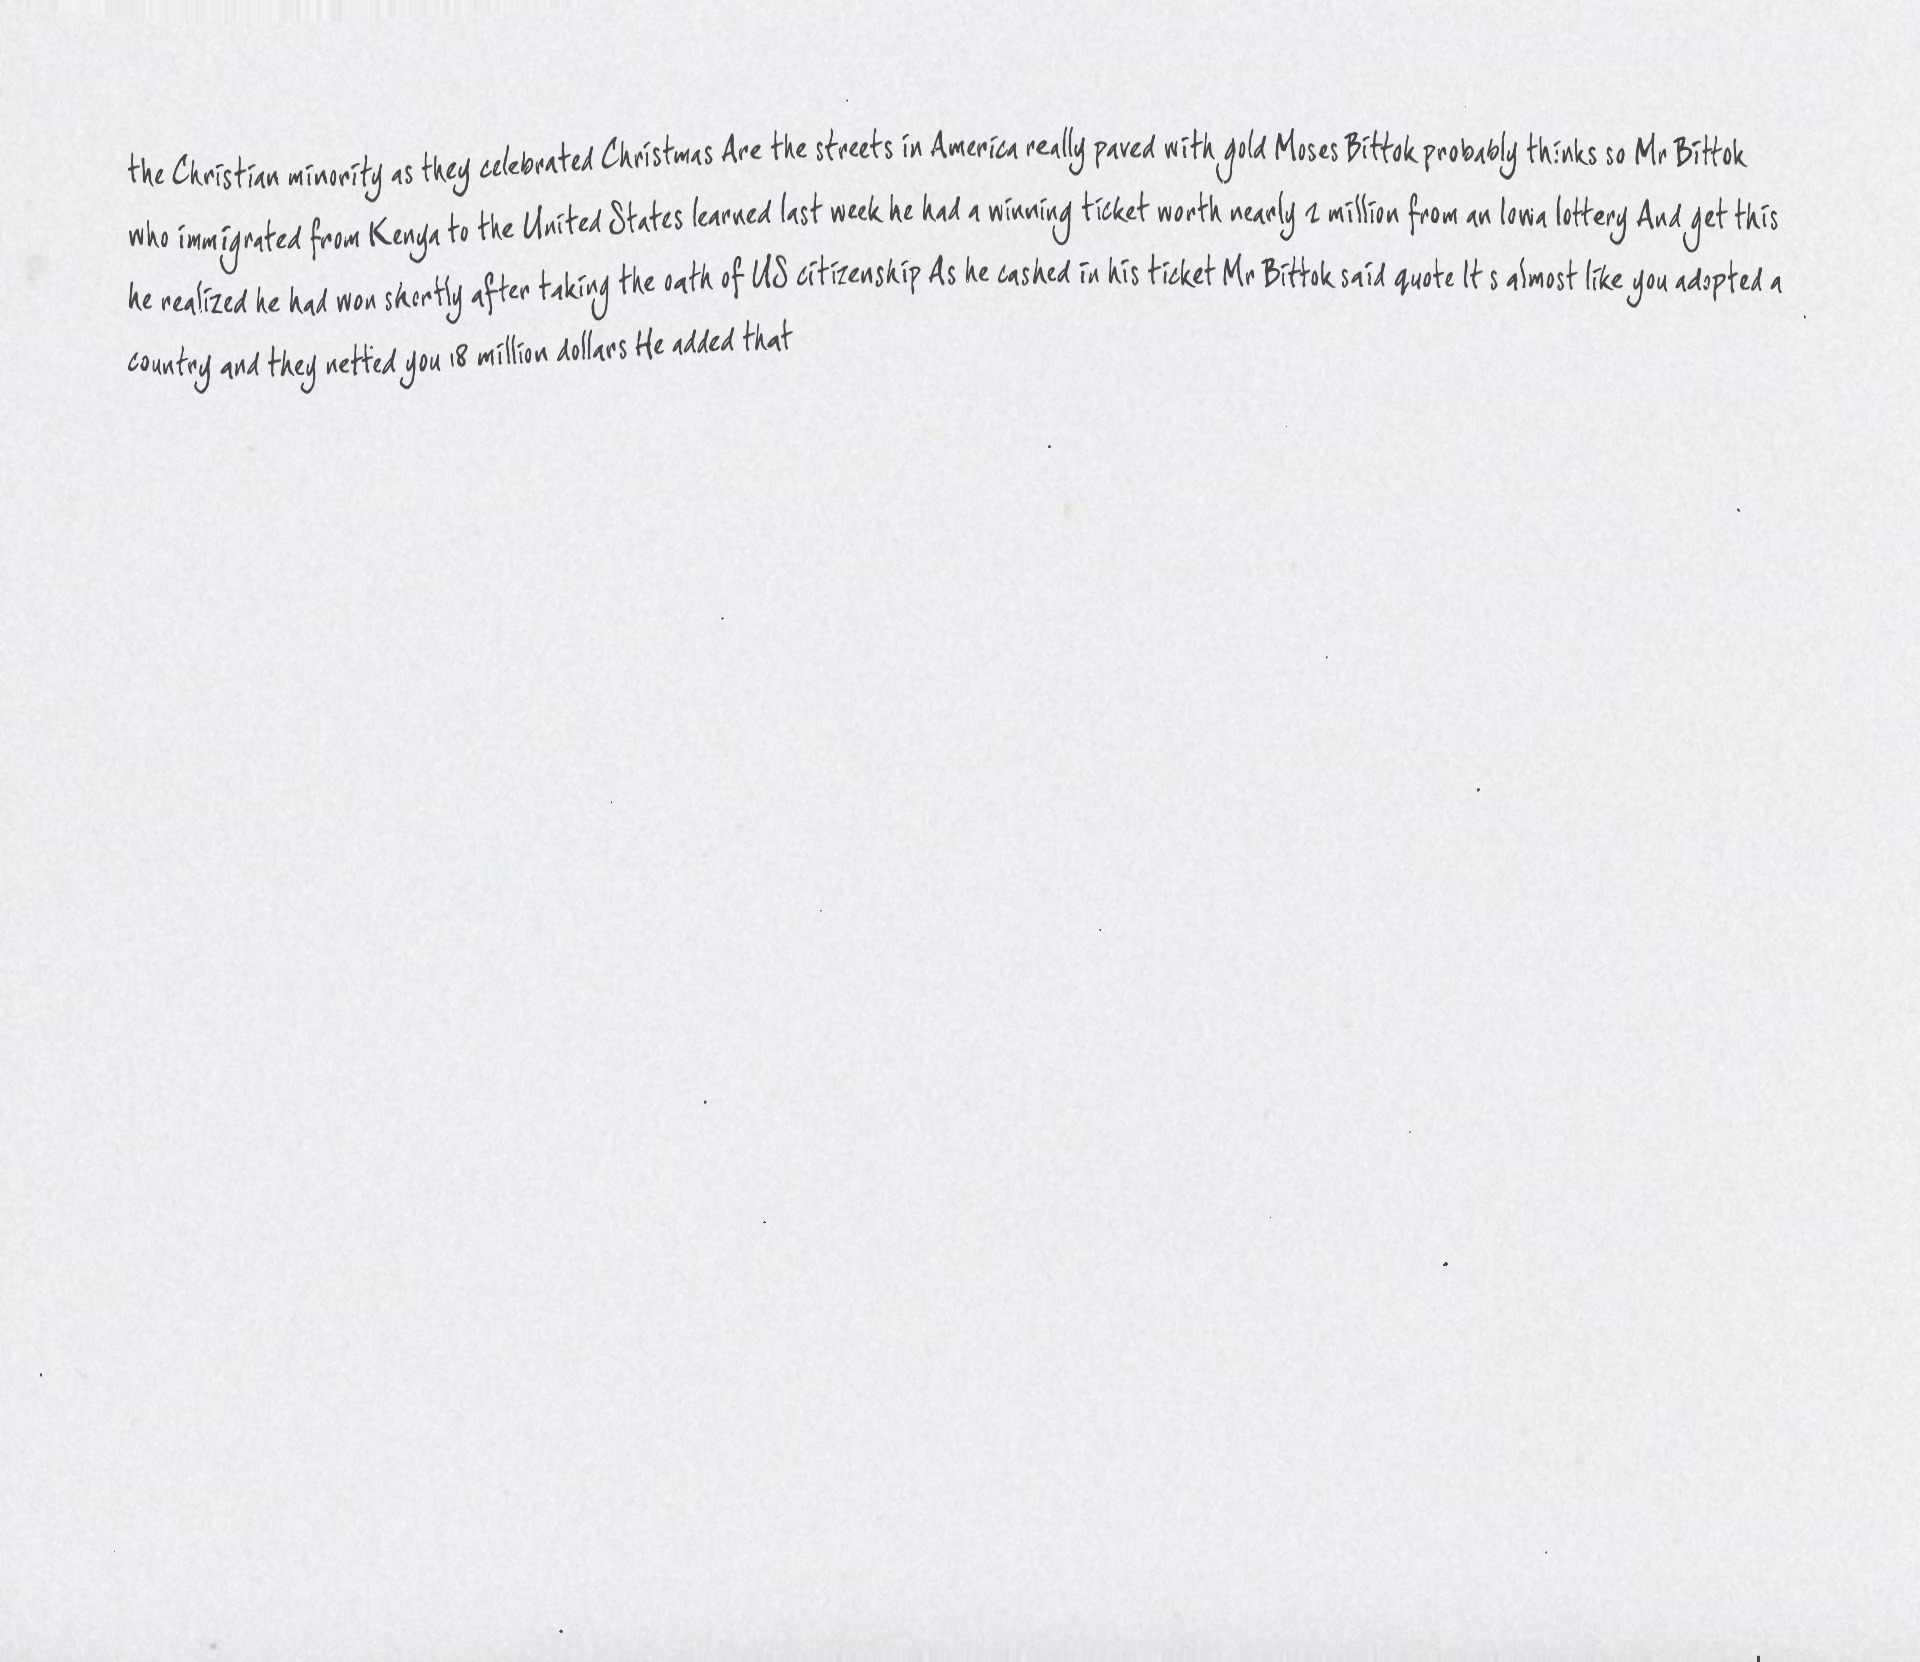 the Christian minority as they celebrated Christmas Are the streets in America really paved with gold Moses Bittok probably thinks so Mr Bittok
who immigrated from Kenya to the United States learned last week he had a winning ticket worth nearly 2 million from an Iowa lottery And get this
he realized he had won shortly after taking the oath of US citizenship As he cashed in his ticket Mr Bittok said quote It s almost like you adopted a
country and they netted you 18 million dollars He added that